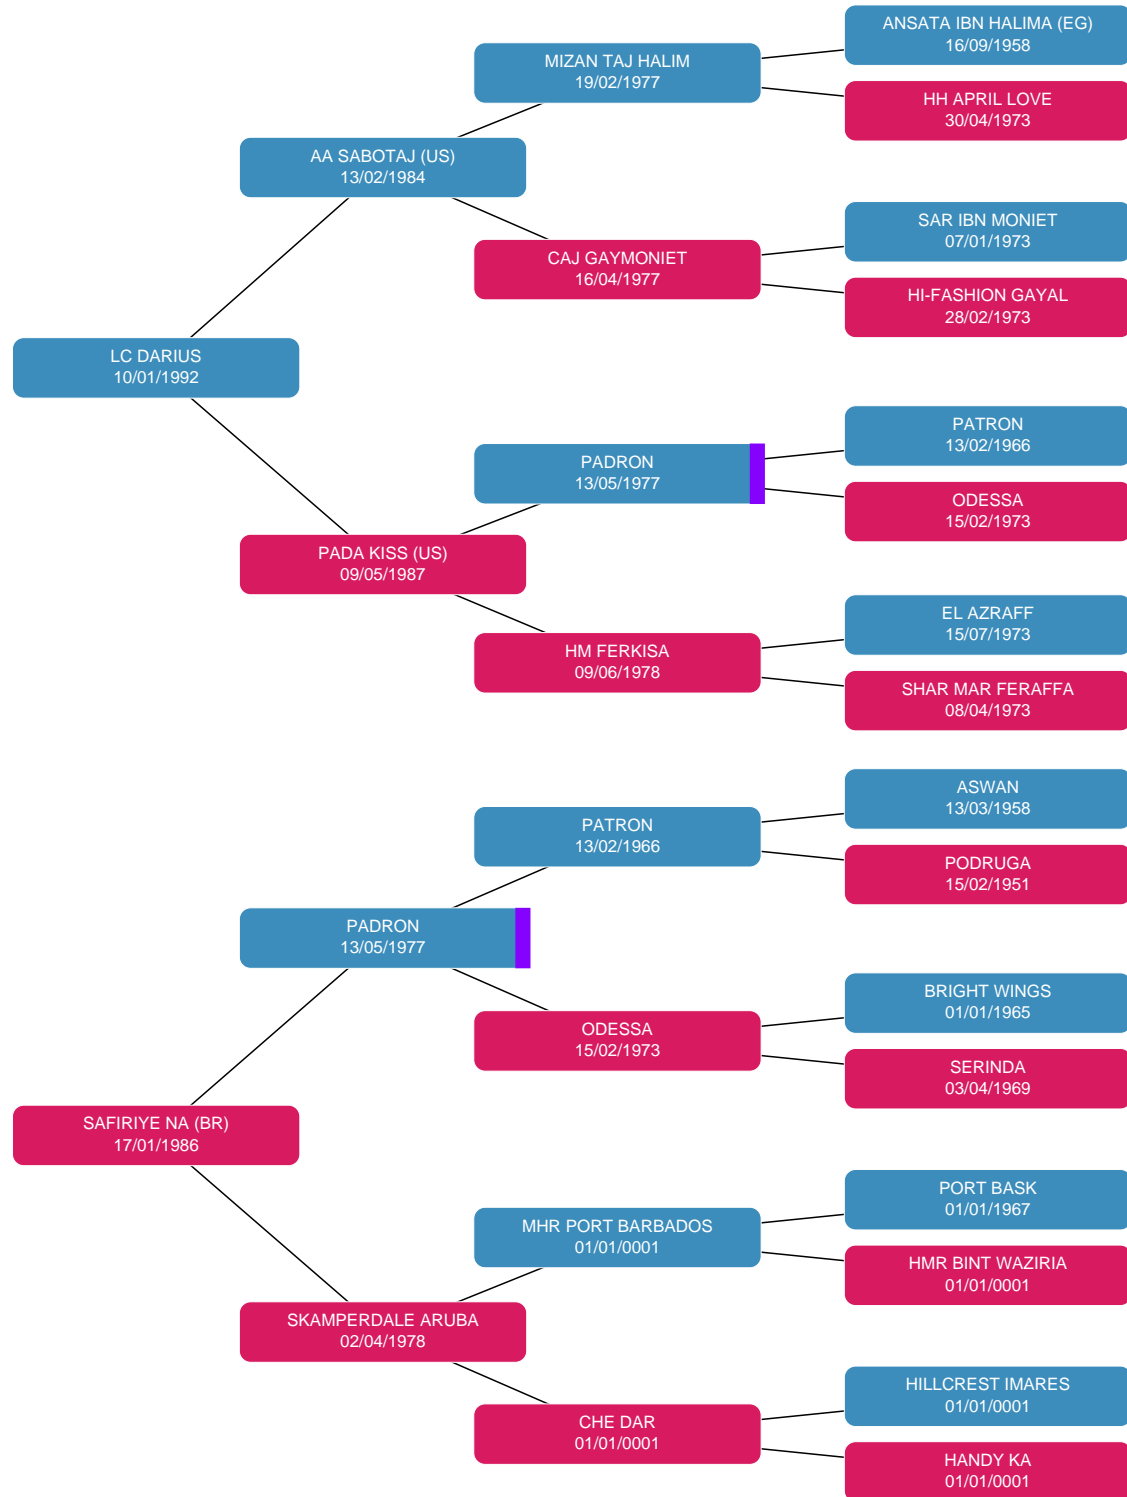 ANSATA IBN HALIMA (EG)
16/09/1958
MIZAN TAJ HALIM
19/02/1977
HH APRIL LOVE
30/04/1973
AA SABOTAJ (US)
13/02/1984
SAR IBN MONIET
07/01/1973
CAJ GAYMONIET
16/04/1977
HI-FASHION GAYAL
28/02/1973
LC DARIUS
10/01/1992
PATRON
13/02/1966
PADRON
13/05/1977
ODESSA
15/02/1973
PADA KISS (US)
09/05/1987
EL AZRAFF
15/07/1973
HM FERKISA
09/06/1978
SHAR MAR FERAFFA
08/04/1973
ASWAN
13/03/1958
PATRON
13/02/1966
PODRUGA
15/02/1951
PADRON
13/05/1977
BRIGHT WINGS
01/01/1965
ODESSA
15/02/1973
SERINDA
03/04/1969
SAFIRIYE NA (BR)
17/01/1986
PORT BASK
01/01/1967
MHR PORT BARBADOS
01/01/0001
HMR BINT WAZIRIA
01/01/0001
SKAMPERDALE ARUBA
02/04/1978
HILLCREST IMARES
01/01/0001
CHE DAR
01/01/0001
HANDY KA
01/01/0001